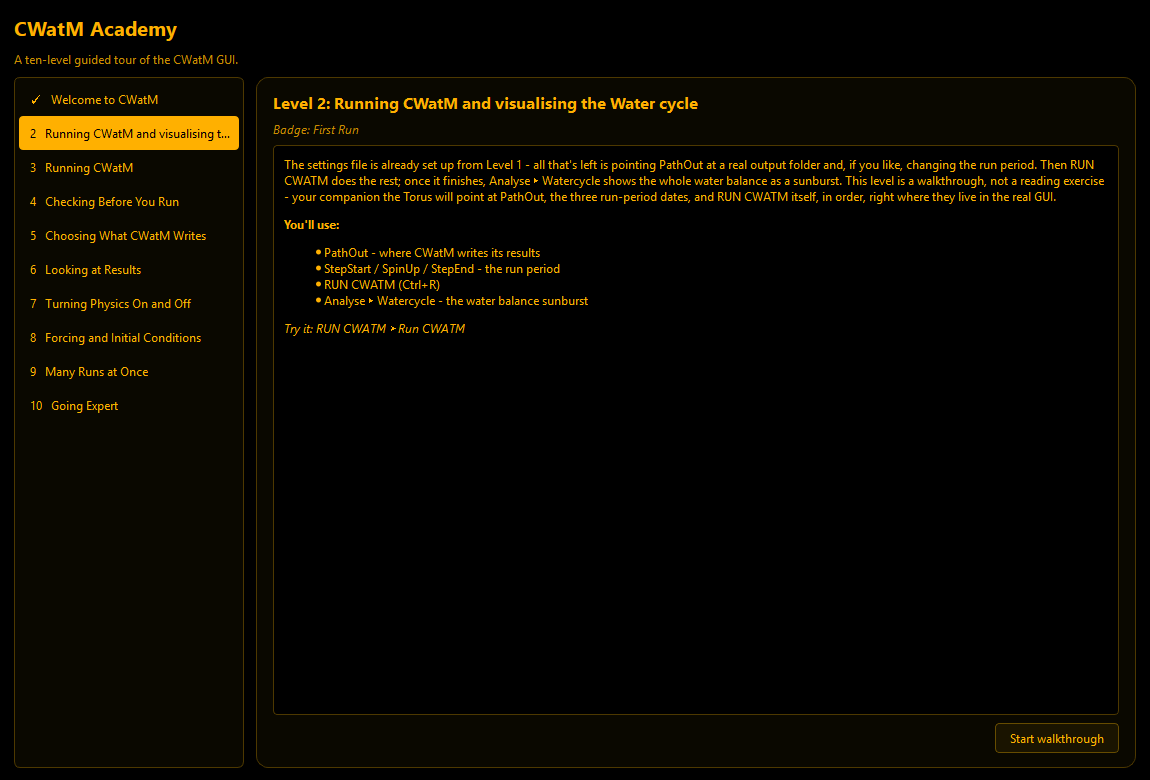 CWatM Academy
A ten-level guided tour of the CWatM GUI.
✓ Welcome to CWatM
2 Running CWatM and visualising t...
3 Running CWatM
4 Checking Before You Run
5 Choosing What CWatM Writes
6 Looking at Results
7 Turning Physics On and Off
8 Forcing and Initial Conditions
9 Many Runs at Once
10 Going Expert
Level 2: Running CWatM and visualising the Water cycle
Badge: First Run
The settings file is already set up from Level 1 - all that's left is pointing PathOut at a real output folder and, if you like, changing the run period. Then RUN
CWATM does the rest; once it finishes, Analyse ▸ Watercycle shows the whole water balance as a sunburst. This level is a walkthrough, not a reading exercise
- your companion the Torus will point at PathOut, the three run-period dates, and RUN CWATM itself, in order, right where they live in the real GUI.
You'll use:
• PathOut - where CWatM writes its results
• StepStart / SpinUp / StepEnd - the run period
• RUN CWATM (Ctrl+R)
• Analyse ▸ Watercycle - the water balance sunburst
Try it: RUN CWATM ➤ Run CWATM
Start walkthrough